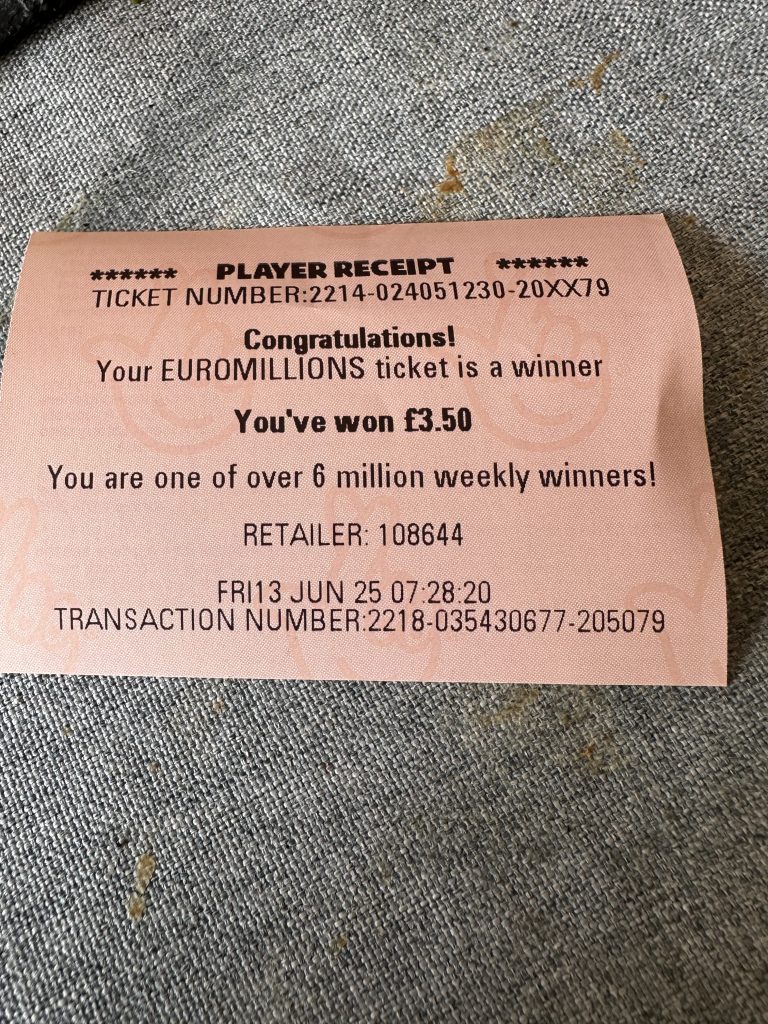 ****** PLAYER RECEIPT ******
TICKET NUMBER:2214-024051230-20XX79
Congratulations!
Your EUROMILLIONS ticket is a winner
You've won £3.50
You are one of over 6 million weekly winners!
RETAILER: 108644
FRI13 JUN 25 07:28:20
TRANSACTION NUMBER:2218-035430677-205079